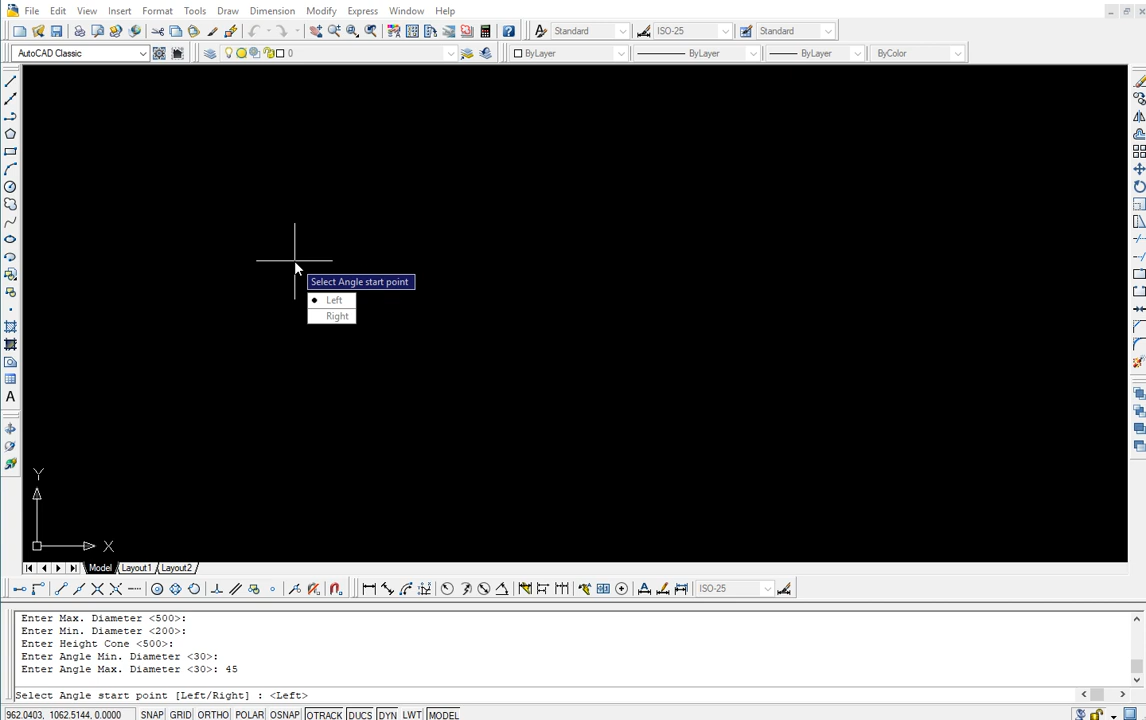 File Edit View Insert Format Tools Draw Dimension Modify Express Window Help
Standard ISO-25 Standard
AutoCAD Classic 0 ByLayer ByLayer ByLayer ByColor
Select Angle start point
Left
Right
Y
X
Model Layout1 Layout2
ISO-25
Enter Max. Diameter <500>:
Enter Min. Diameter <200>:
Enter Height Cone <500>:
Enter Angle Min. Diameter <30>:
Enter Angle Max. Diameter <30>: 45
Select Angle start point [Left/Right] : <Left>
962.0403, 1062.5144, 0.0000 SNAP GRID ORTHO POLAR OSNAP OTRACK DUCS DYN LWT MODEL